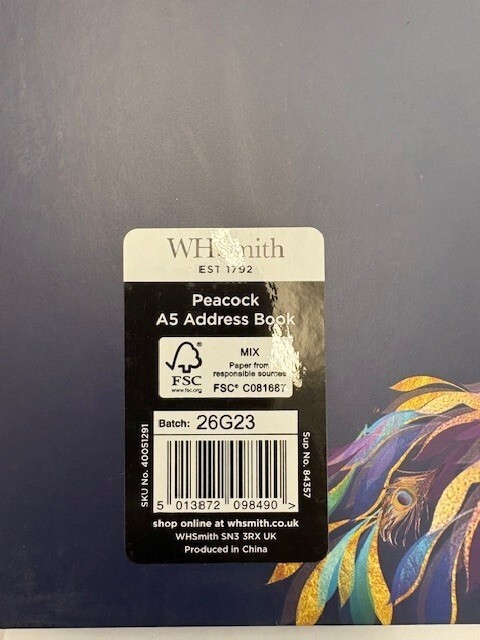 WHSmith
EST 1792
Peacock
A5 Address Book
FSC®
www.fsc.org
MIX
Paper from
responsible sources
FSC® C081687
Batch: 26G23
SKU No. 40051291
Sup No. 84357
5 013872 098490 >
shop online at whsmith.co.uk
WHSmith SN3 3RX UK
Produced in China